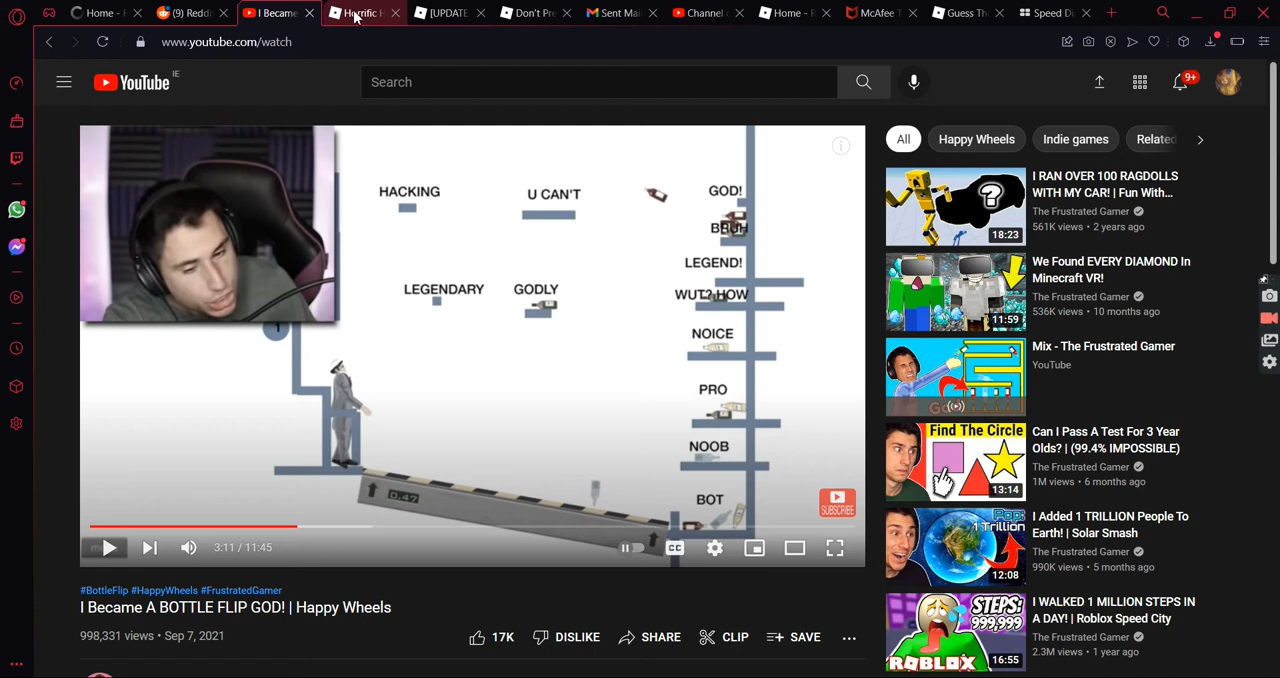 Home - R
(9) Reddi
I Became
Horrific H
[UPDATE
Don't Pre
Sent Mai
Channel c
Home - R
McAfee T
Guess The
Speed Di
www.youtube.com/watch
YouTube IE
Search
9+
All
Happy Wheels
Indie games
Related
HACKING
U CAN'T
GOD!
BRUH
LEGEND!
LEGENDARY
GODLY
WUT? HOW
NOICE
PRO
NOOB
BOT
1
0.47
SUBSCRIBE
3:11 / 11:45
CC
#BottleFlip #HappyWheels #FrustratedGamer
I Became A BOTTLE FLIP GOD! | Happy Wheels
998,331 views • Sep 7, 2021
17K
DISLIKE
SHARE
CLIP
SAVE
I RAN OVER 100 RAGDOLLS
WITH MY CAR! | Fun With...
The Frustrated Gamer
561K views • 2 years ago
?
18:23
We Found EVERY DIAMOND In
Minecraft VR!
The Frustrated Gamer
536K views • 10 months ago
11:59
Mix - The Frustrated Gamer
YouTube
Find The Circle
13:14
Can I Pass A Test For 3 Year
Olds? | (99.4% IMPOSSIBLE)
The Frustrated Gamer
1M views • 6 months ago
Pop:
1 Trillion
12:08
I Added 1 TRILLION People To
Earth! | Solar Smash
The Frustrated Gamer
990K views • 5 months ago
STEPS:
999,999
ROBLOX
16:55
I WALKED 1 MILLION STEPS IN
A DAY! | Roblox Speed City
The Frustrated Gamer
2.3M views • 1 year ago